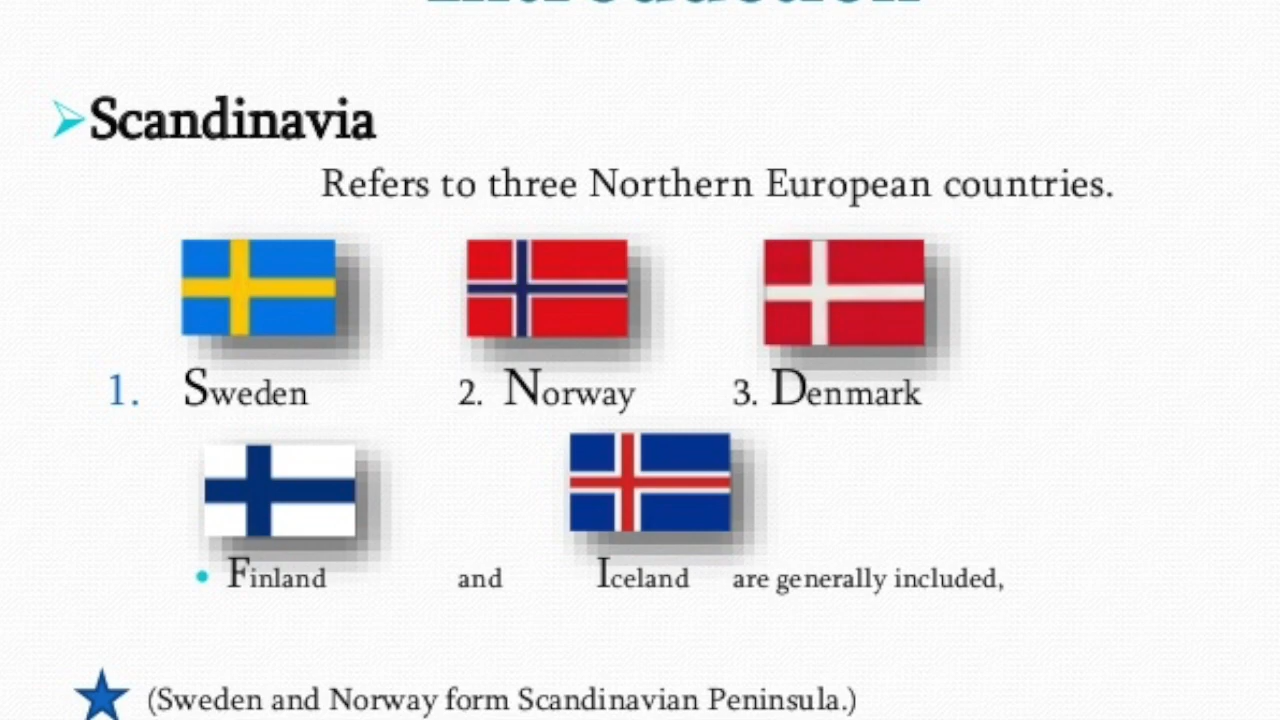 Introduction
Scandinavia
Refers to three Northern European countries.
1. Sweden 2. Norway 3. Denmark
• Finland and Iceland are generally included,
(Sweden and Norway form Scandinavian Peninsula.)